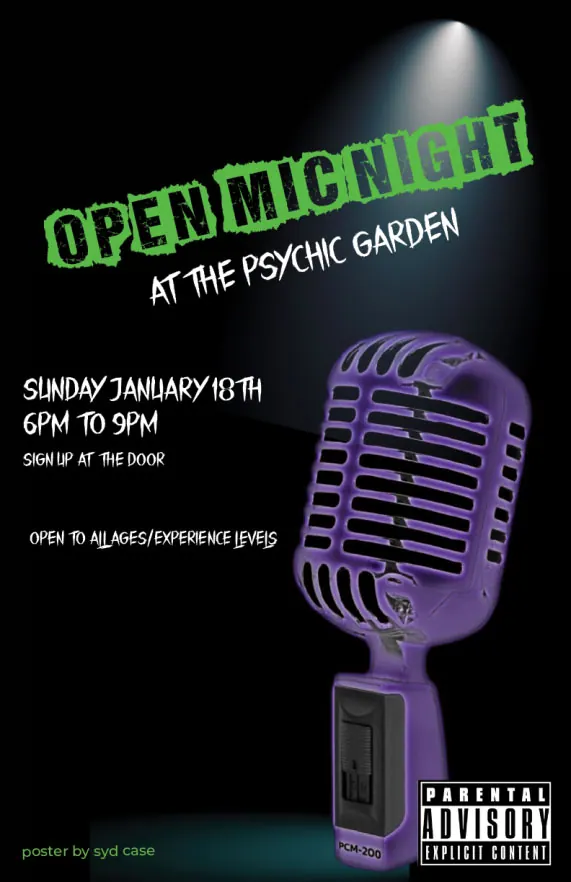 OPEN MIC NIGHT
AT THE PSYCHIC GARDEN
SUNDAY JANUARY 18TH
6PM TO 9PM
SIGN UP AT THE DOOR
OPEN TO ALL AGES/EXPERIENCE LEVELS
PCM-200
PARENTAL
ADVISORY
EXPLICIT CONTENT
poster by syd case